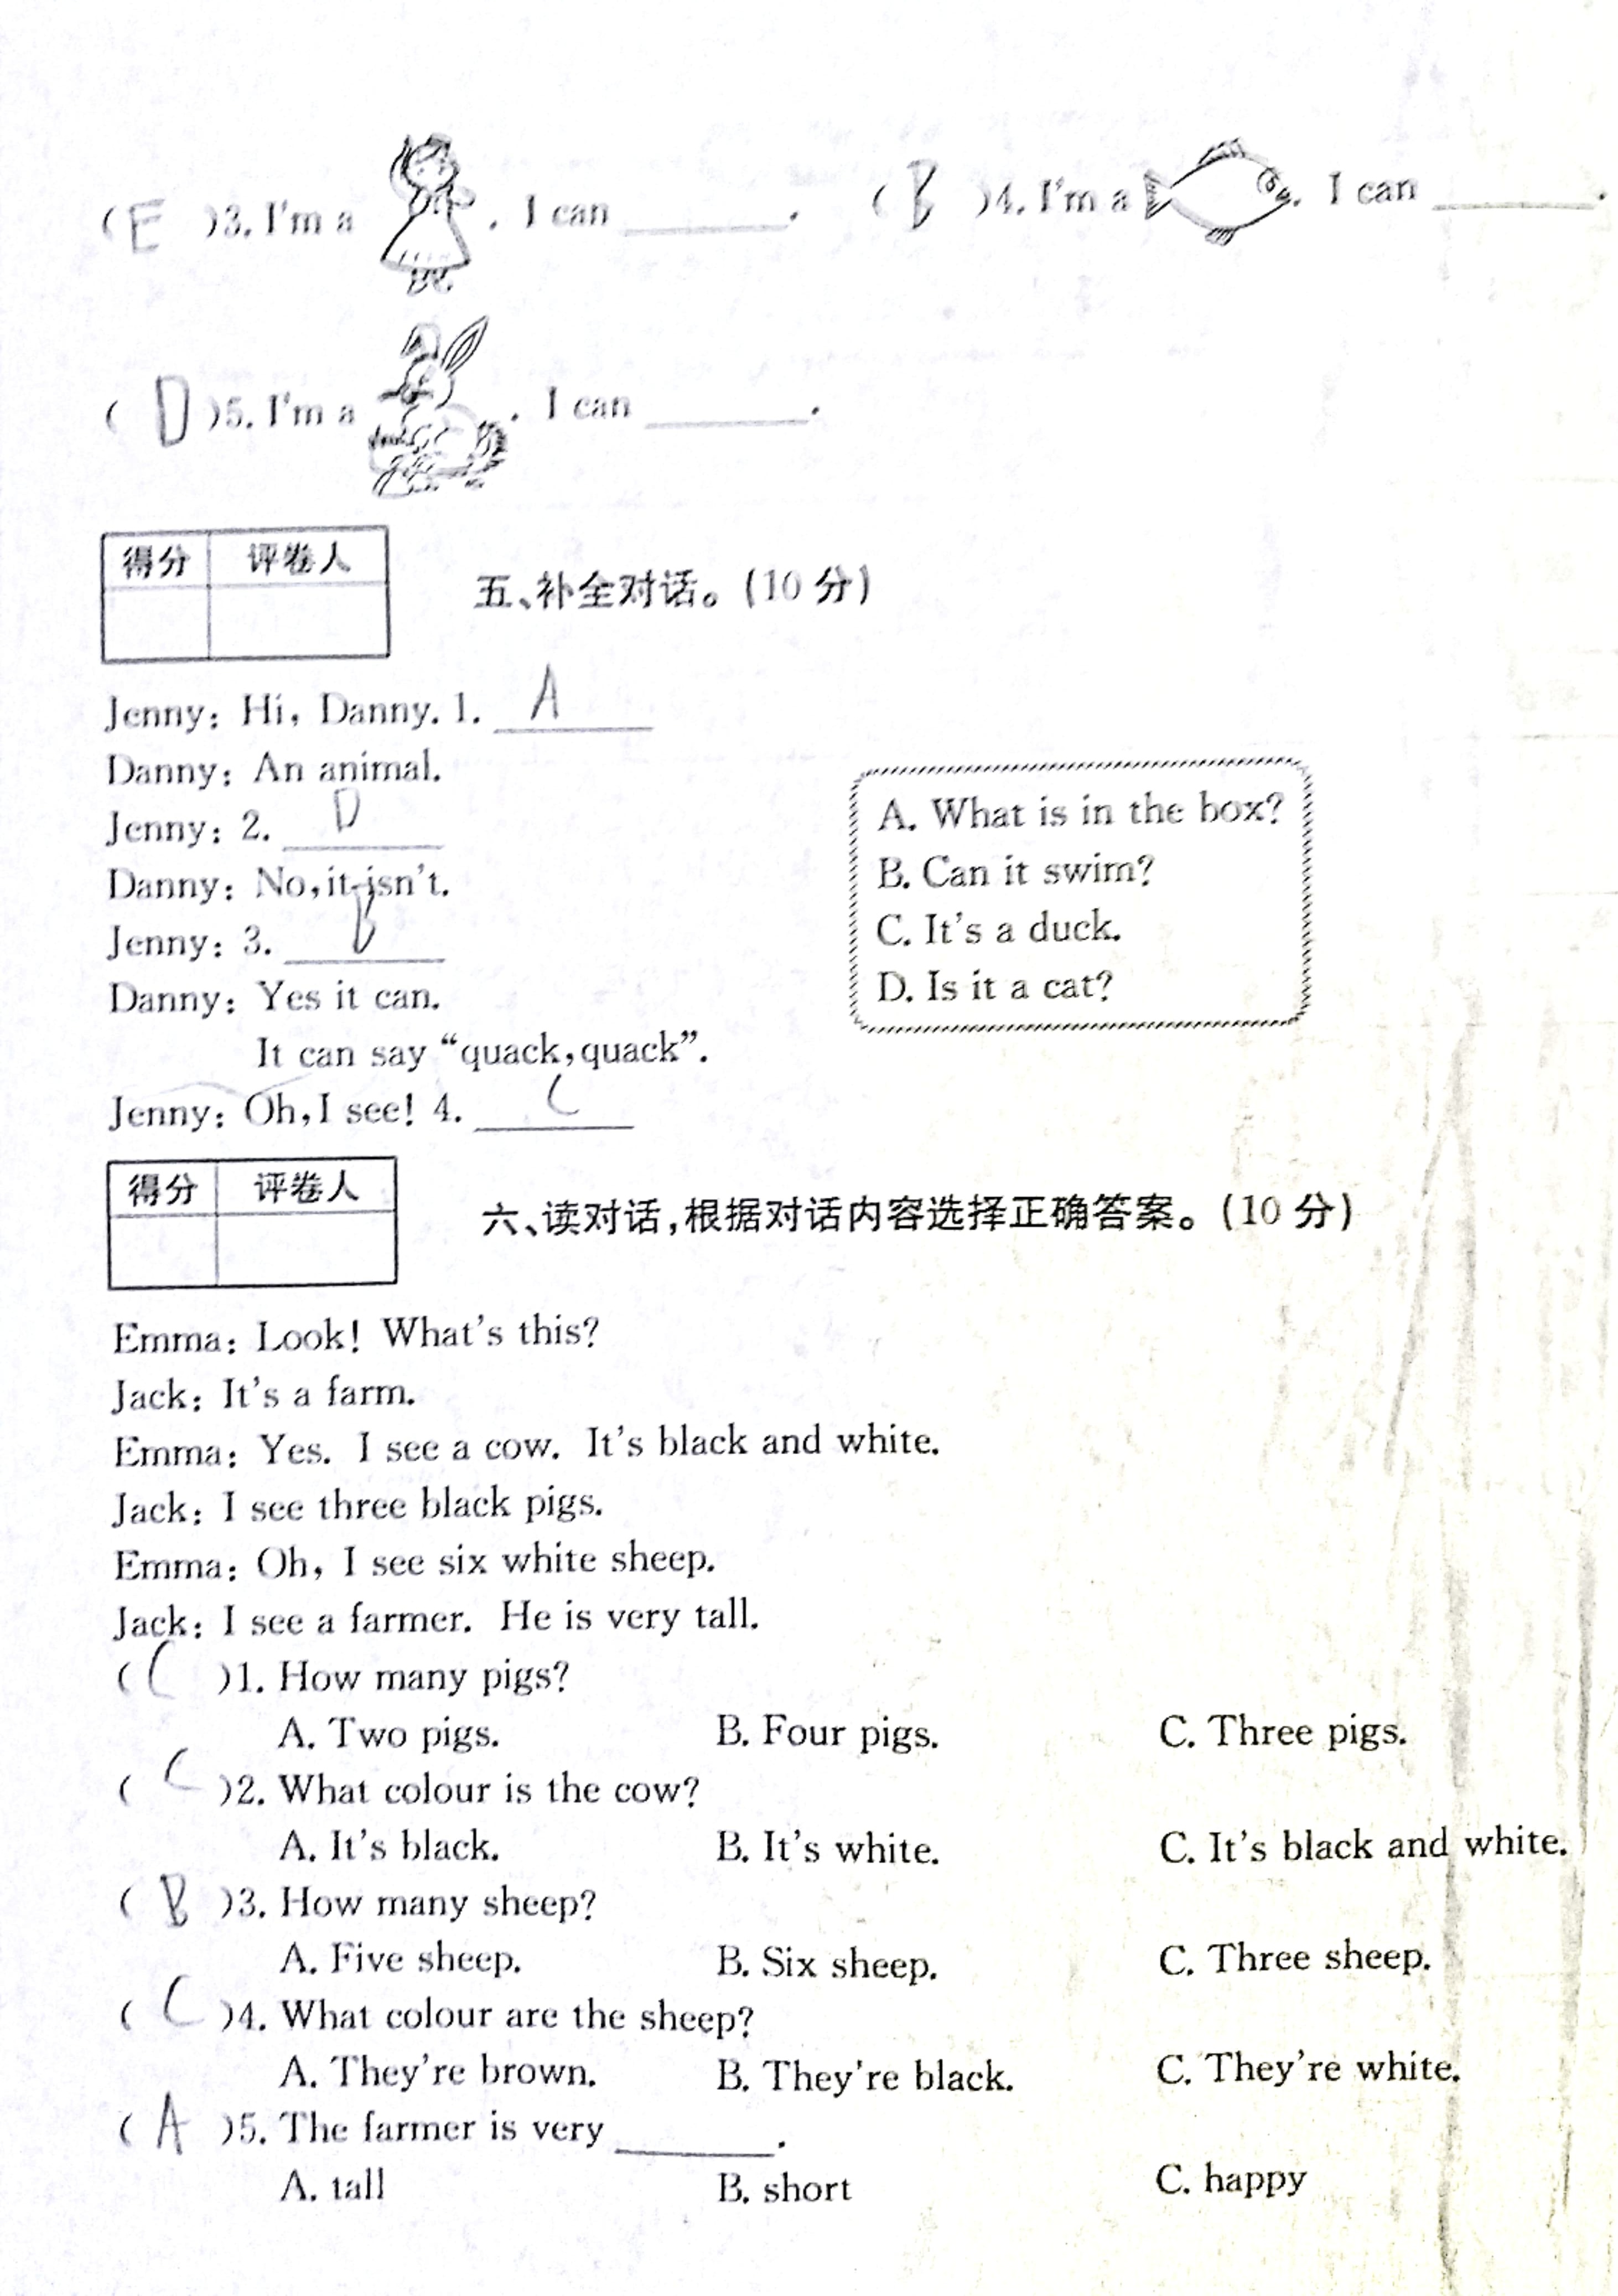 ( E )3. I'm a . I can ______.
( B )4. I'm a . I can ______.
( D )5. I'm a . I can ______.
得分 评卷人
五、补全对话。(10 分)
Jenny: Hi, Danny. 1. A
Danny: An animal.
Jenny: 2. D
Danny: No,it isn't.
Jenny: 3. B
Danny: Yes it can.
It can say “quack,quack”.
Jenny: Oh,I see! 4. C
A. What is in the box?
B. Can it swim?
C. It's a duck.
D. Is it a cat?
得分 评卷人
六、读对话,根据对话内容选择正确答案。(10 分)
Emma: Look! What's this?
Jack: It's a farm.
Emma: Yes. I see a cow. It's black and white.
Jack: I see three black pigs.
Emma: Oh, I see six white sheep.
Jack: I see a farmer. He is very tall.
( C )1. How many pigs?
A. Two pigs. B. Four pigs. C. Three pigs.
( C )2. What colour is the cow?
A. It's black. B. It's white. C. It's black and white.
( B )3. How many sheep?
A. Five sheep. B. Six sheep. C. Three sheep.
( C )4. What colour are the sheep?
A. They're brown. B. They're black. C. They're white.
( A )5. The farmer is very ______.
A. tall B. short C. happy